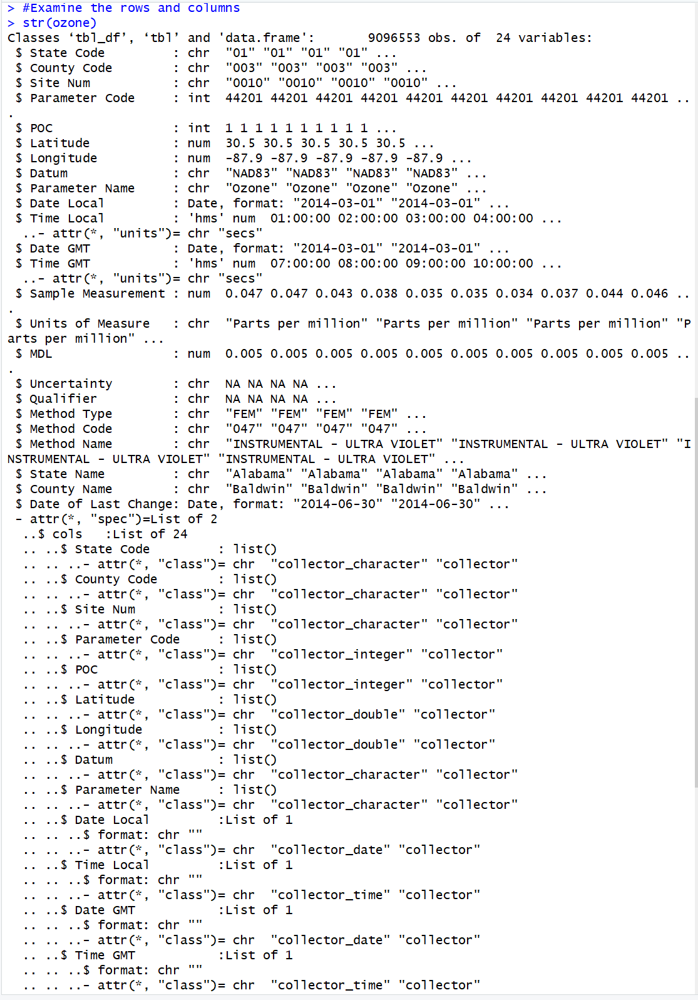 > #Examine the rows and columns
> str(ozone)
Classes ‘tbl_df’, ‘tbl’ and 'data.frame':       9096553 obs. of  24 variables:
 $ State Code         : chr  "01" "01" "01" "01" ...
 $ County Code        : chr  "003" "003" "003" "003" ...
 $ Site Num           : chr  "0010" "0010" "0010" "0010" ...
 $ Parameter Code     : int  44201 44201 44201 44201 44201 44201 44201 44201 44201 44201 ..
.
 $ POC                : int  1 1 1 1 1 1 1 1 1 1 ...
 $ Latitude           : num  30.5 30.5 30.5 30.5 30.5 ...
 $ Longitude          : num  -87.9 -87.9 -87.9 -87.9 -87.9 ...
 $ Datum              : chr  "NAD83" "NAD83" "NAD83" "NAD83" ...
 $ Parameter Name     : chr  "Ozone" "Ozone" "Ozone" "Ozone" ...
 $ Date Local         : Date, format: "2014-03-01" "2014-03-01" ...
 $ Time Local         : 'hms' num  01:00:00 02:00:00 03:00:00 04:00:00 ...
  ..- attr(*, "units")= chr "secs"
 $ Date GMT           : Date, format: "2014-03-01" "2014-03-01" ...
 $ Time GMT           : 'hms' num  07:00:00 08:00:00 09:00:00 10:00:00 ...
  ..- attr(*, "units")= chr "secs"
 $ Sample Measurement : num  0.047 0.047 0.043 0.038 0.035 0.035 0.034 0.037 0.044 0.046 ..
.
 $ Units of Measure   : chr  "Parts per million" "Parts per million" "Parts per million" "P
arts per million" ...
 $ MDL                : num  0.005 0.005 0.005 0.005 0.005 0.005 0.005 0.005 0.005 0.005 ..
.
 $ Uncertainty        : chr  NA NA NA NA ...
 $ Qualifier          : chr  NA NA NA NA ...
 $ Method Type        : chr  "FEM" "FEM" "FEM" "FEM" ...
 $ Method Code        : chr  "047" "047" "047" "047" ...
 $ Method Name        : chr  "INSTRUMENTAL - ULTRA VIOLET" "INSTRUMENTAL - ULTRA VIOLET" "I
NSTRUMENTAL - ULTRA VIOLET" "INSTRUMENTAL - ULTRA VIOLET" ...
 $ State Name         : chr  "Alabama" "Alabama" "Alabama" "Alabama" ...
 $ County Name        : chr  "Baldwin" "Baldwin" "Baldwin" "Baldwin" ...
 $ Date of Last Change: Date, format: "2014-06-30" "2014-06-30" ...
 - attr(*, "spec")=List of 2
  ..$ cols   :List of 24
  .. ..$ State Code         : list()
  .. .. ..- attr(*, "class")= chr  "collector_character" "collector"
  .. ..$ County Code        : list()
  .. .. ..- attr(*, "class")= chr  "collector_character" "collector"
  .. ..$ Site Num           : list()
  .. .. ..- attr(*, "class")= chr  "collector_character" "collector"
  .. ..$ Parameter Code     : list()
  .. .. ..- attr(*, "class")= chr  "collector_integer" "collector"
  .. ..$ POC                : list()
  .. .. ..- attr(*, "class")= chr  "collector_integer" "collector"
  .. ..$ Latitude           : list()
  .. .. ..- attr(*, "class")= chr  "collector_double" "collector"
  .. ..$ Longitude          : list()
  .. .. ..- attr(*, "class")= chr  "collector_double" "collector"
  .. ..$ Datum              : list()
  .. .. ..- attr(*, "class")= chr  "collector_character" "collector"
  .. ..$ Parameter Name     : list()
  .. .. ..- attr(*, "class")= chr  "collector_character" "collector"
  .. ..$ Date Local         :List of 1
  .. .. ..$ format: chr ""
  .. .. ..- attr(*, "class")= chr  "collector_date" "collector"
  .. ..$ Time Local         :List of 1
  .. .. ..$ format: chr ""
  .. .. ..- attr(*, "class")= chr  "collector_time" "collector"
  .. ..$ Date GMT           :List of 1
  .. .. ..$ format: chr ""
  .. .. ..- attr(*, "class")= chr  "collector_date" "collector"
  .. ..$ Time GMT           :List of 1
  .. .. ..$ format: chr ""
  .. .. ..- attr(*, "class")= chr  "collector_time" "collector"